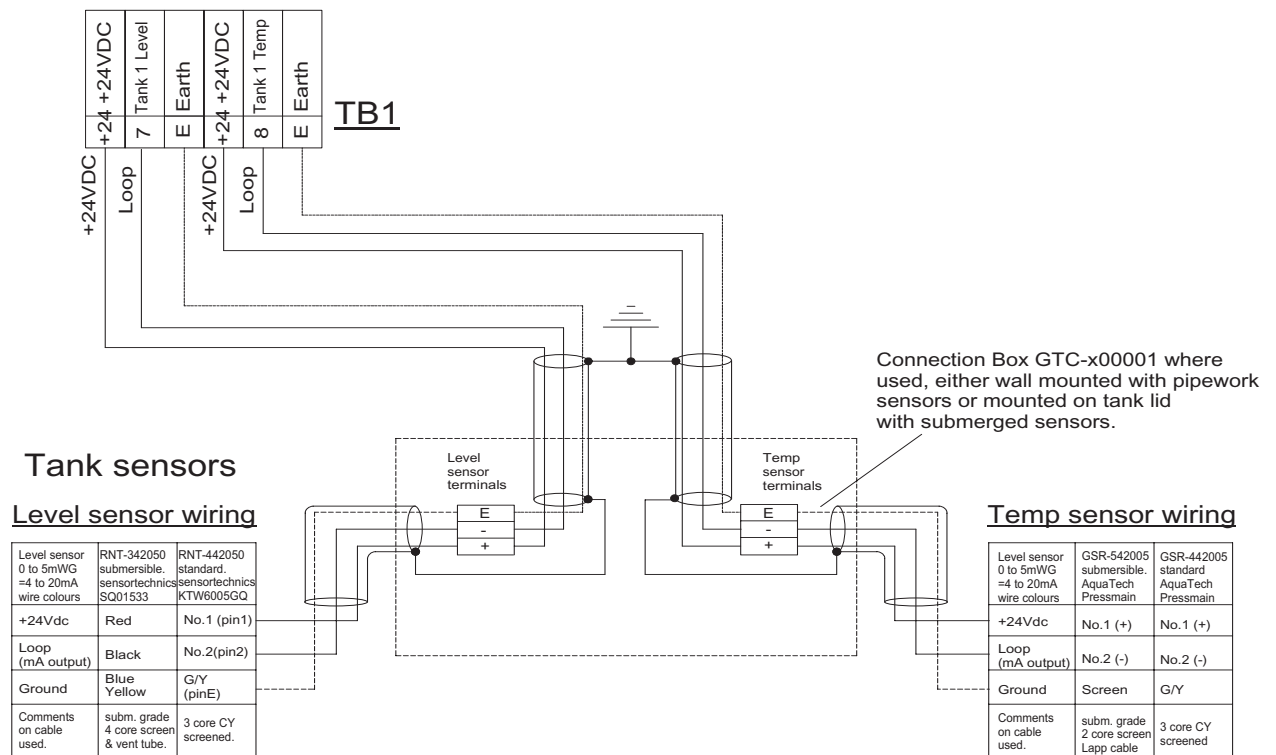 +24 +24VDC
7 Tank 1 Level
E Earth
+24 +24VDC
8 Tank 1 Temp
E Earth
TB1
+24VDC
Loop
+24VDC
Loop
Connection Box GTC-x00001 where
used, either wall mounted with pipework
sensors or mounted on tank lid
with submerged sensors.
Tank sensors
Level
sensor
terminals
E
-
+
Temp
sensor
terminals
E
-
+
Level sensor wiring
Level sensor
0 to 5mWG
=4 to 20mA
wire colours
RNT-342050
submersible.
sensortechnics
SQ01533
RNT-442050
standard.
sensortechnics
KTW6005GQ
+24Vdc
Red
No.1 (pin1)
Loop
(mA output)
Black
No.2(pin2)
Ground
Blue
Yellow
G/Y
(pinE)
Comments
on cable
used.
subm. grade
4 core screen
& vent tube.
3 core CY
screened.
Temp sensor wiring
Level sensor
0 to 5mWG
=4 to 20mA
wire colours
GSR-542005
submersible.
AquaTech
Pressmain
GSR-442005
standard
AquaTech
Pressmain
+24Vdc
No.1 (+)
No.1 (+)
Loop
(mA output)
No.2 (-)
No.2 (-)
Ground
Screen
G/Y
Comments
on cable
used.
subm. grade
2 core screen
Lapp cable
3 core CY
screened